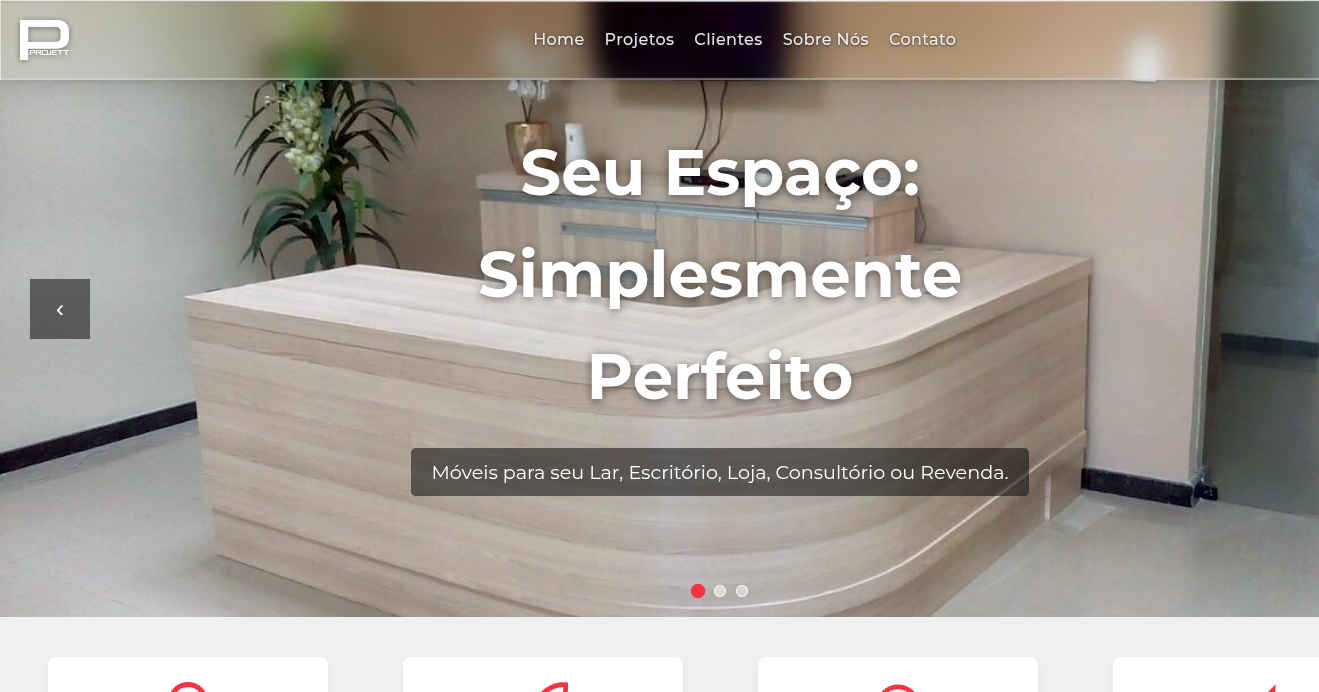 PROJETT
Home Projetos Clientes Sobre Nós Contato
Seu Espaço:
Simplesmente
Perfeito
‹
Móveis para seu Lar, Escritório, Loja, Consultório ou Revenda.